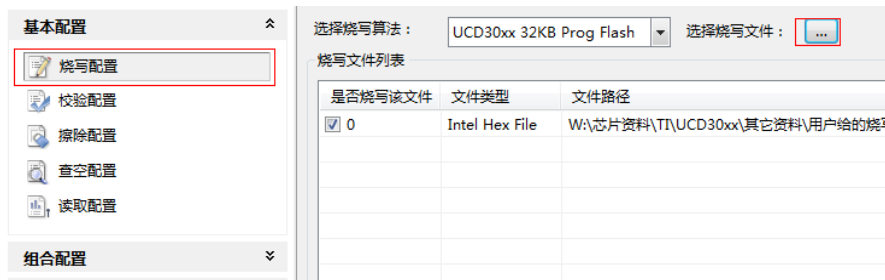 基本配置
烧写配置
校验配置
擦除配置
查空配置
读取配置
组合配置
选择烧写算法： UCD30xx 32KB Prog Flash 选择烧写文件： ...
烧写文件列表
是否烧写该文件 文件类型 文件路径
0 Intel Hex File W:\芯片资料\TI\UCD30xx\其它资料\用户给的烧写